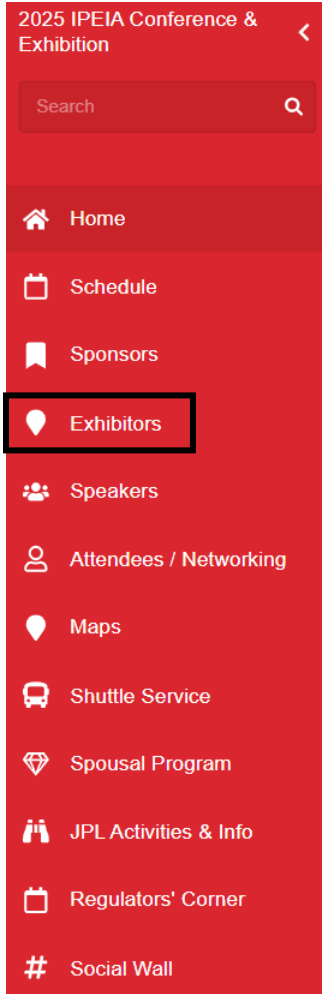 2025 IPEIA Conference &
Exhibition
Search
Home
Schedule
Sponsors
Exhibitors
Speakers
Attendees / Networking
Maps
Shuttle Service
Spousal Program
JPL Activities & Info
Regulators' Corner
Social Wall